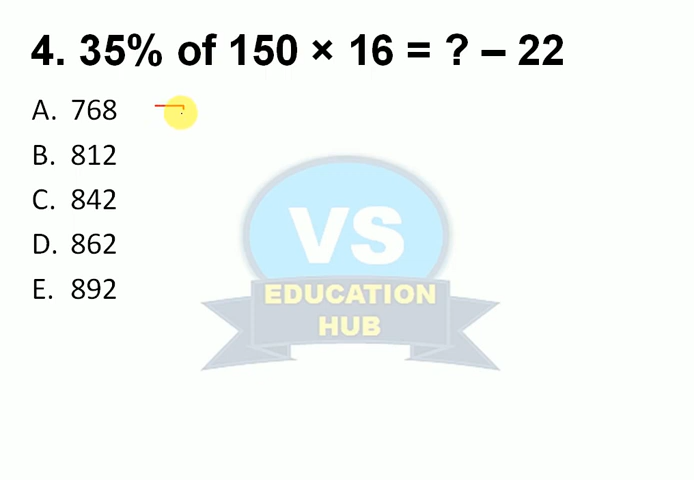 4. 35% of 150 × 16 = ? – 22
A. 768
B. 812
C. 842
D. 862
E. 892
VS
EDUCATION
HUB